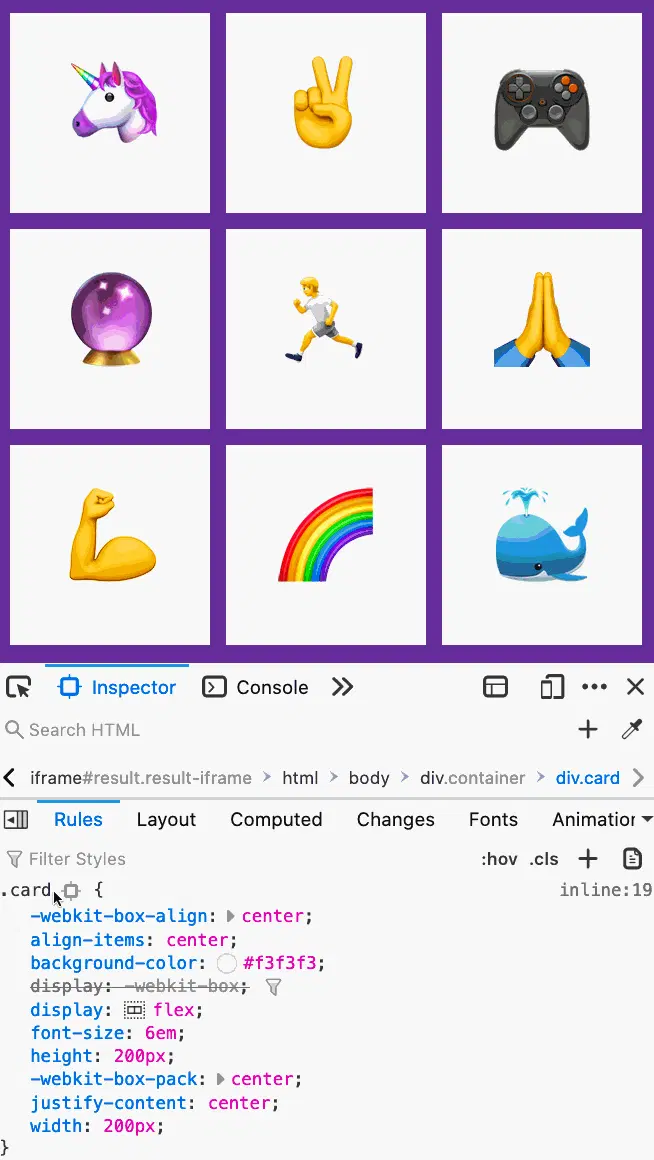 Inspector Console
Search HTML
iframe#result.result-iframe html body div.container div.card
Rules Layout Computed Changes Fonts Animation
Filter Styles :hov .cls
.card { inline:19
-webkit-box-align: center;
align-items: center;
background-color: #f3f3f3;
display: -webkit-box;
display: flex;
font-size: 6em;
height: 200px;
-webkit-box-pack: center;
justify-content: center;
width: 200px;
}